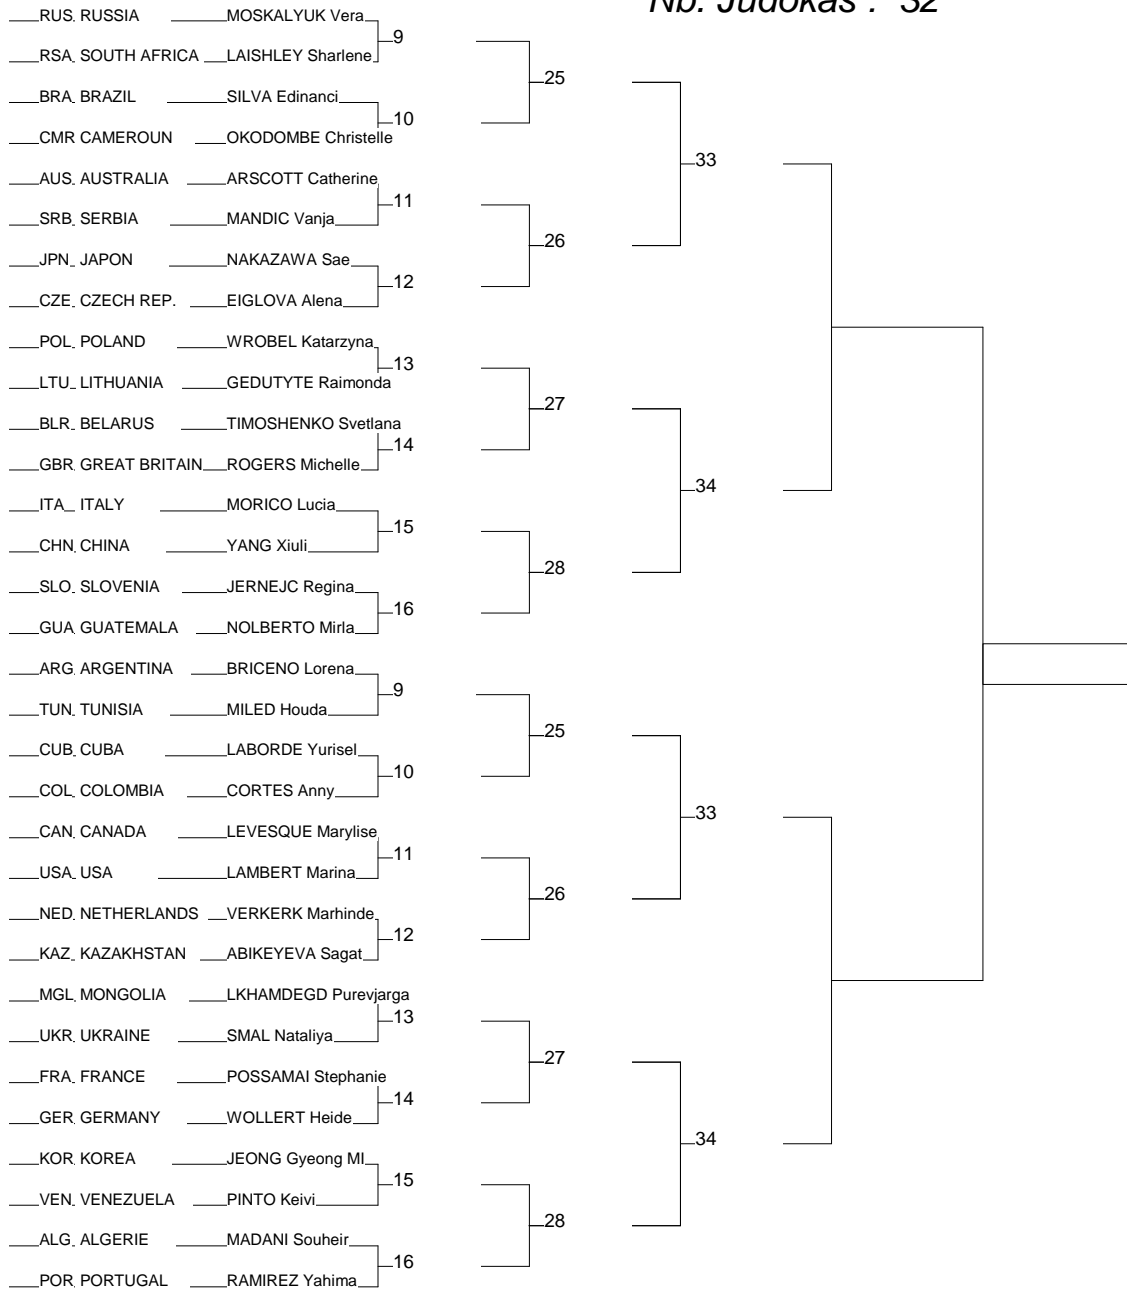 Nb. Judokas : 32
RUS RUSSIA MOSKALYUK Vera
9
RSA SOUTH AFRICA LAISHLEY Sharlene
25
BRA BRAZIL SILVA Edinanci
10
CMR CAMEROUN OKODOMBE Christelle
33
AUS AUSTRALIA ARSCOTT Catherine
11
SRB SERBIA MANDIC Vanja
26
JPN JAPON NAKAZAWA Sae
12
CZE CZECH REP. EIGLOVA Alena
POL POLAND WROBEL Katarzyna
13
LTU LITHUANIA GEDUTYTE Raimonda
27
BLR BELARUS TIMOSHENKO Svetlana
14
GBR GREAT BRITAIN ROGERS Michelle
34
ITA ITALY MORICO Lucia
15
CHN CHINA YANG Xiuli
28
SLO SLOVENIA JERNEJC Regina
16
GUA GUATEMALA NOLBERTO Mirla
ARG ARGENTINA BRICENO Lorena
9
TUN TUNISIA MILED Houda
25
CUB CUBA LABORDE Yurisel
10
COL COLOMBIA CORTES Anny
33
CAN CANADA LEVESQUE Marylise
11
USA USA LAMBERT Marina
26
NED NETHERLANDS VERKERK Marhinde
12
KAZ KAZAKHSTAN ABIKEYEVA Sagat
MGL MONGOLIA LKHAMDEGD Purevjarga
13
UKR UKRAINE SMAL Nataliya
27
FRA FRANCE POSSAMAI Stephanie
14
GER GERMANY WOLLERT Heide
34
KOR KOREA JEONG Gyeong MI
15
VEN VENEZUELA PINTO Keivi
28
ALG ALGERIE MADANI Souheir
16
POR PORTUGAL RAMIREZ Yahima